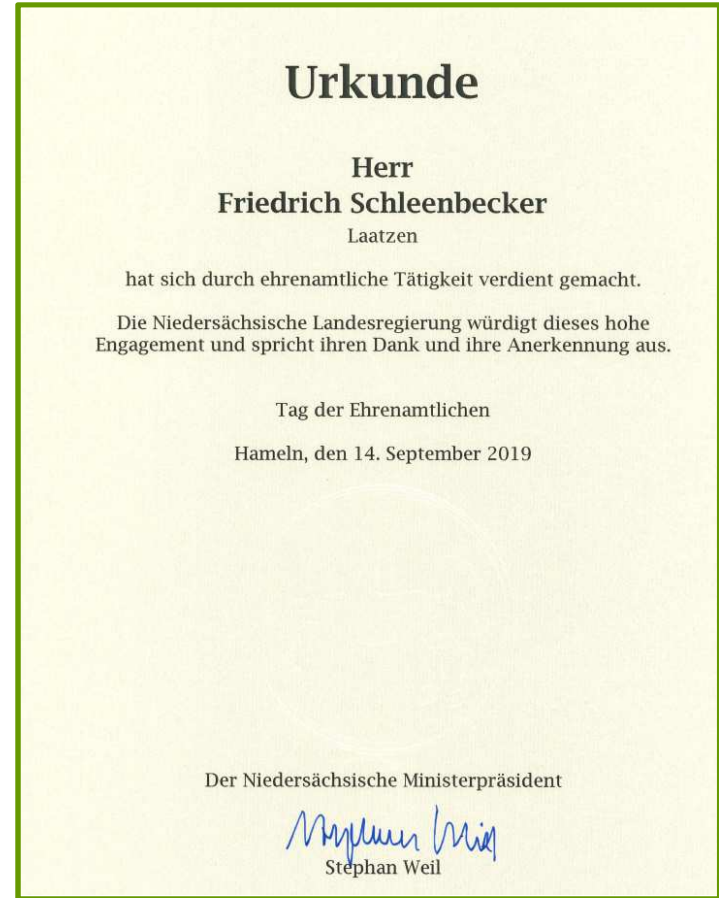 Urkunde
Herr
Friedrich Schleenbecker
Laatzen
hat sich durch ehrenamtliche Tätigkeit verdient gemacht.
Die Niedersächsische Landesregierung würdigt dieses hohe
Engagement und spricht ihren Dank und ihre Anerkennung aus.
Tag der Ehrenamtlichen
Hameln, den 14. September 2019
Der Niedersächsische Ministerpräsident
Stephan Weil
Stephan Weil